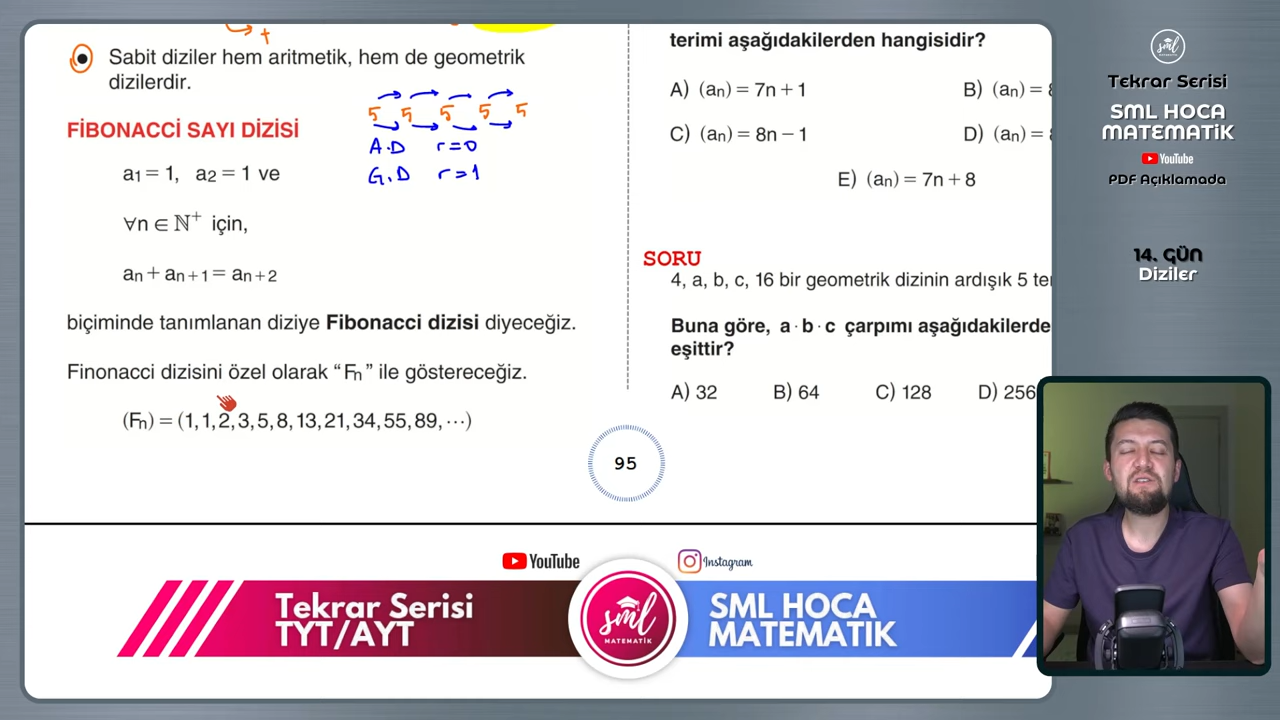 Sabit diziler hem aritmetik, hem de geometrik
dizilerdir.
5 5 5 5 5
A.D r=0
G.D r=1
FİBONACCİ SAYI DİZİSİ
a₁ = 1, a₂ = 1 ve
∀n ∈ ℕ⁺ için,
aₙ + aₙ₊₁ = aₙ₊₂
biçiminde tanımlanan diziye Fibonacci dizisi diyeceğiz.
Finonacci dizisini özel olarak “Fₙ” ile göstereceğiz.
(Fₙ) = (1, 1, 2, 3, 5, 8, 13, 21, 34, 55, 89, ⋯)
terimi aşağıdakilerden hangisidir?
A) (aₙ) = 7n + 1
B) (aₙ) = 8
C) (aₙ) = 8n − 1
D) (aₙ) =
E) (aₙ) = 7n + 8
SORU
4, a, b, c, 16 bir geometrik dizinin ardışık 5 te
Buna göre, a · b · c çarpımı aşağıdakilerde
eşittir?
A) 32 B) 64 C) 128 D) 256
95
YouTube
Instagram
Tekrar Serisi
TYT/AYT
sml
MATEMATİK
SML HOCA
MATEMATİK
sml
MATEMATİK
Tekrar Serisi
SML HOCA
MATEMATİK
YouTube
PDF Açıklamada
14. GÜN
Diziler